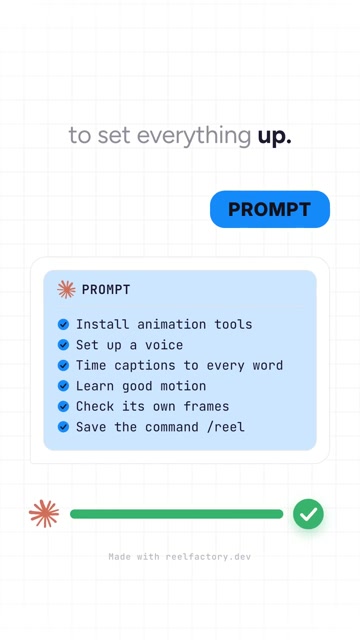 to set everything up.
PROMPT
PROMPT
Install animation tools
Set up a voice
Time captions to every word
Learn good motion
Check its own frames
Save the command /reel
Made with reelfactory.dev